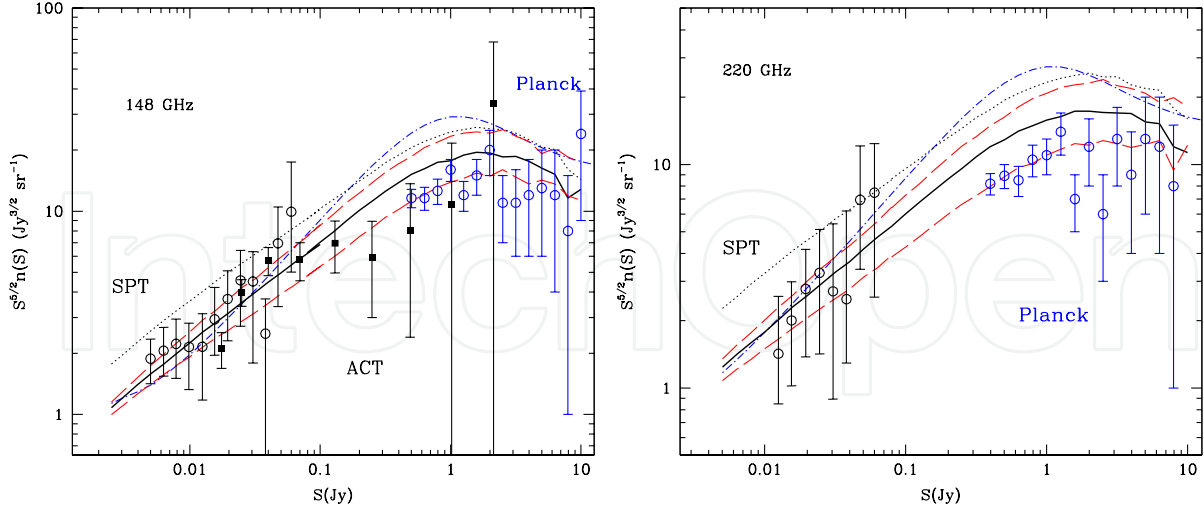 100
10
1
S^{5/2}n(S) (Jy^{3/2} sr^{-1})
148 GHz
Planck
SPT
ACT
0.01 0.1 1 10
S(Jy)
10
1
S^{5/2}n(S) (Jy^{3/2} sr^{-1})
220 GHz
SPT
Planck
0.01 0.1 1 10
S(Jy)
IntechOpen